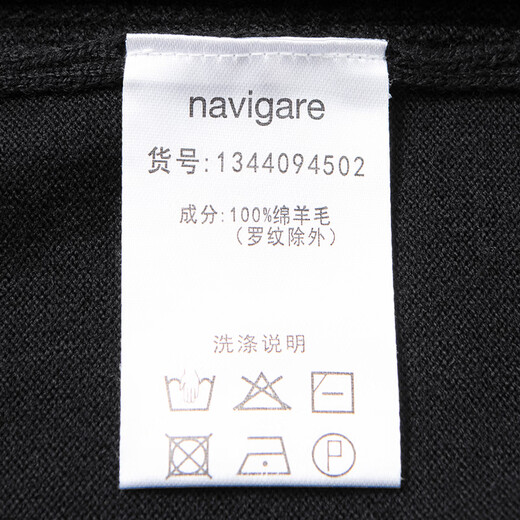 navigare
货号:1344094502
成分:100%绵羊毛
（罗纹除外）
洗涤说明
P